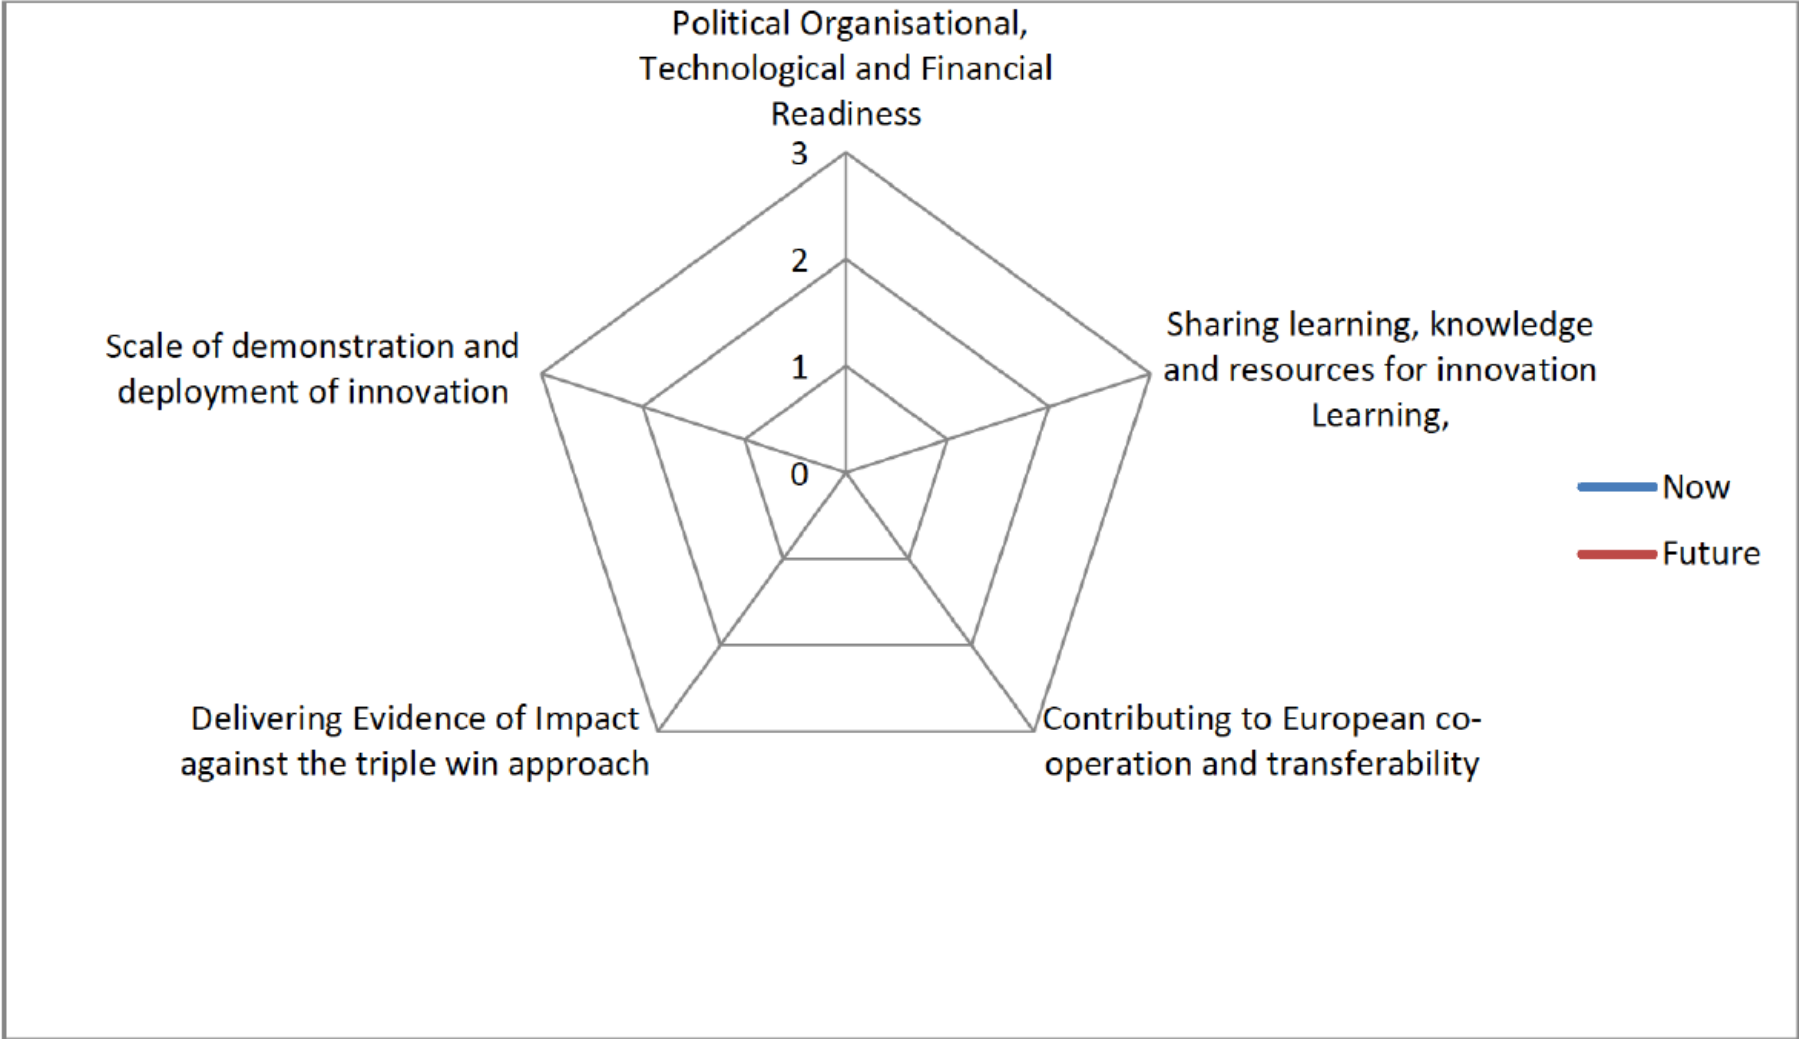 Political Organisational,
Technological and Financial
Readiness
3
2
1
0
Sharing learning, knowledge
and resources for innovation
Learning,
Contributing to European co-
operation and transferability
Delivering Evidence of Impact
against the triple win approach
Scale of demonstration and
deployment of innovation
Now
Future